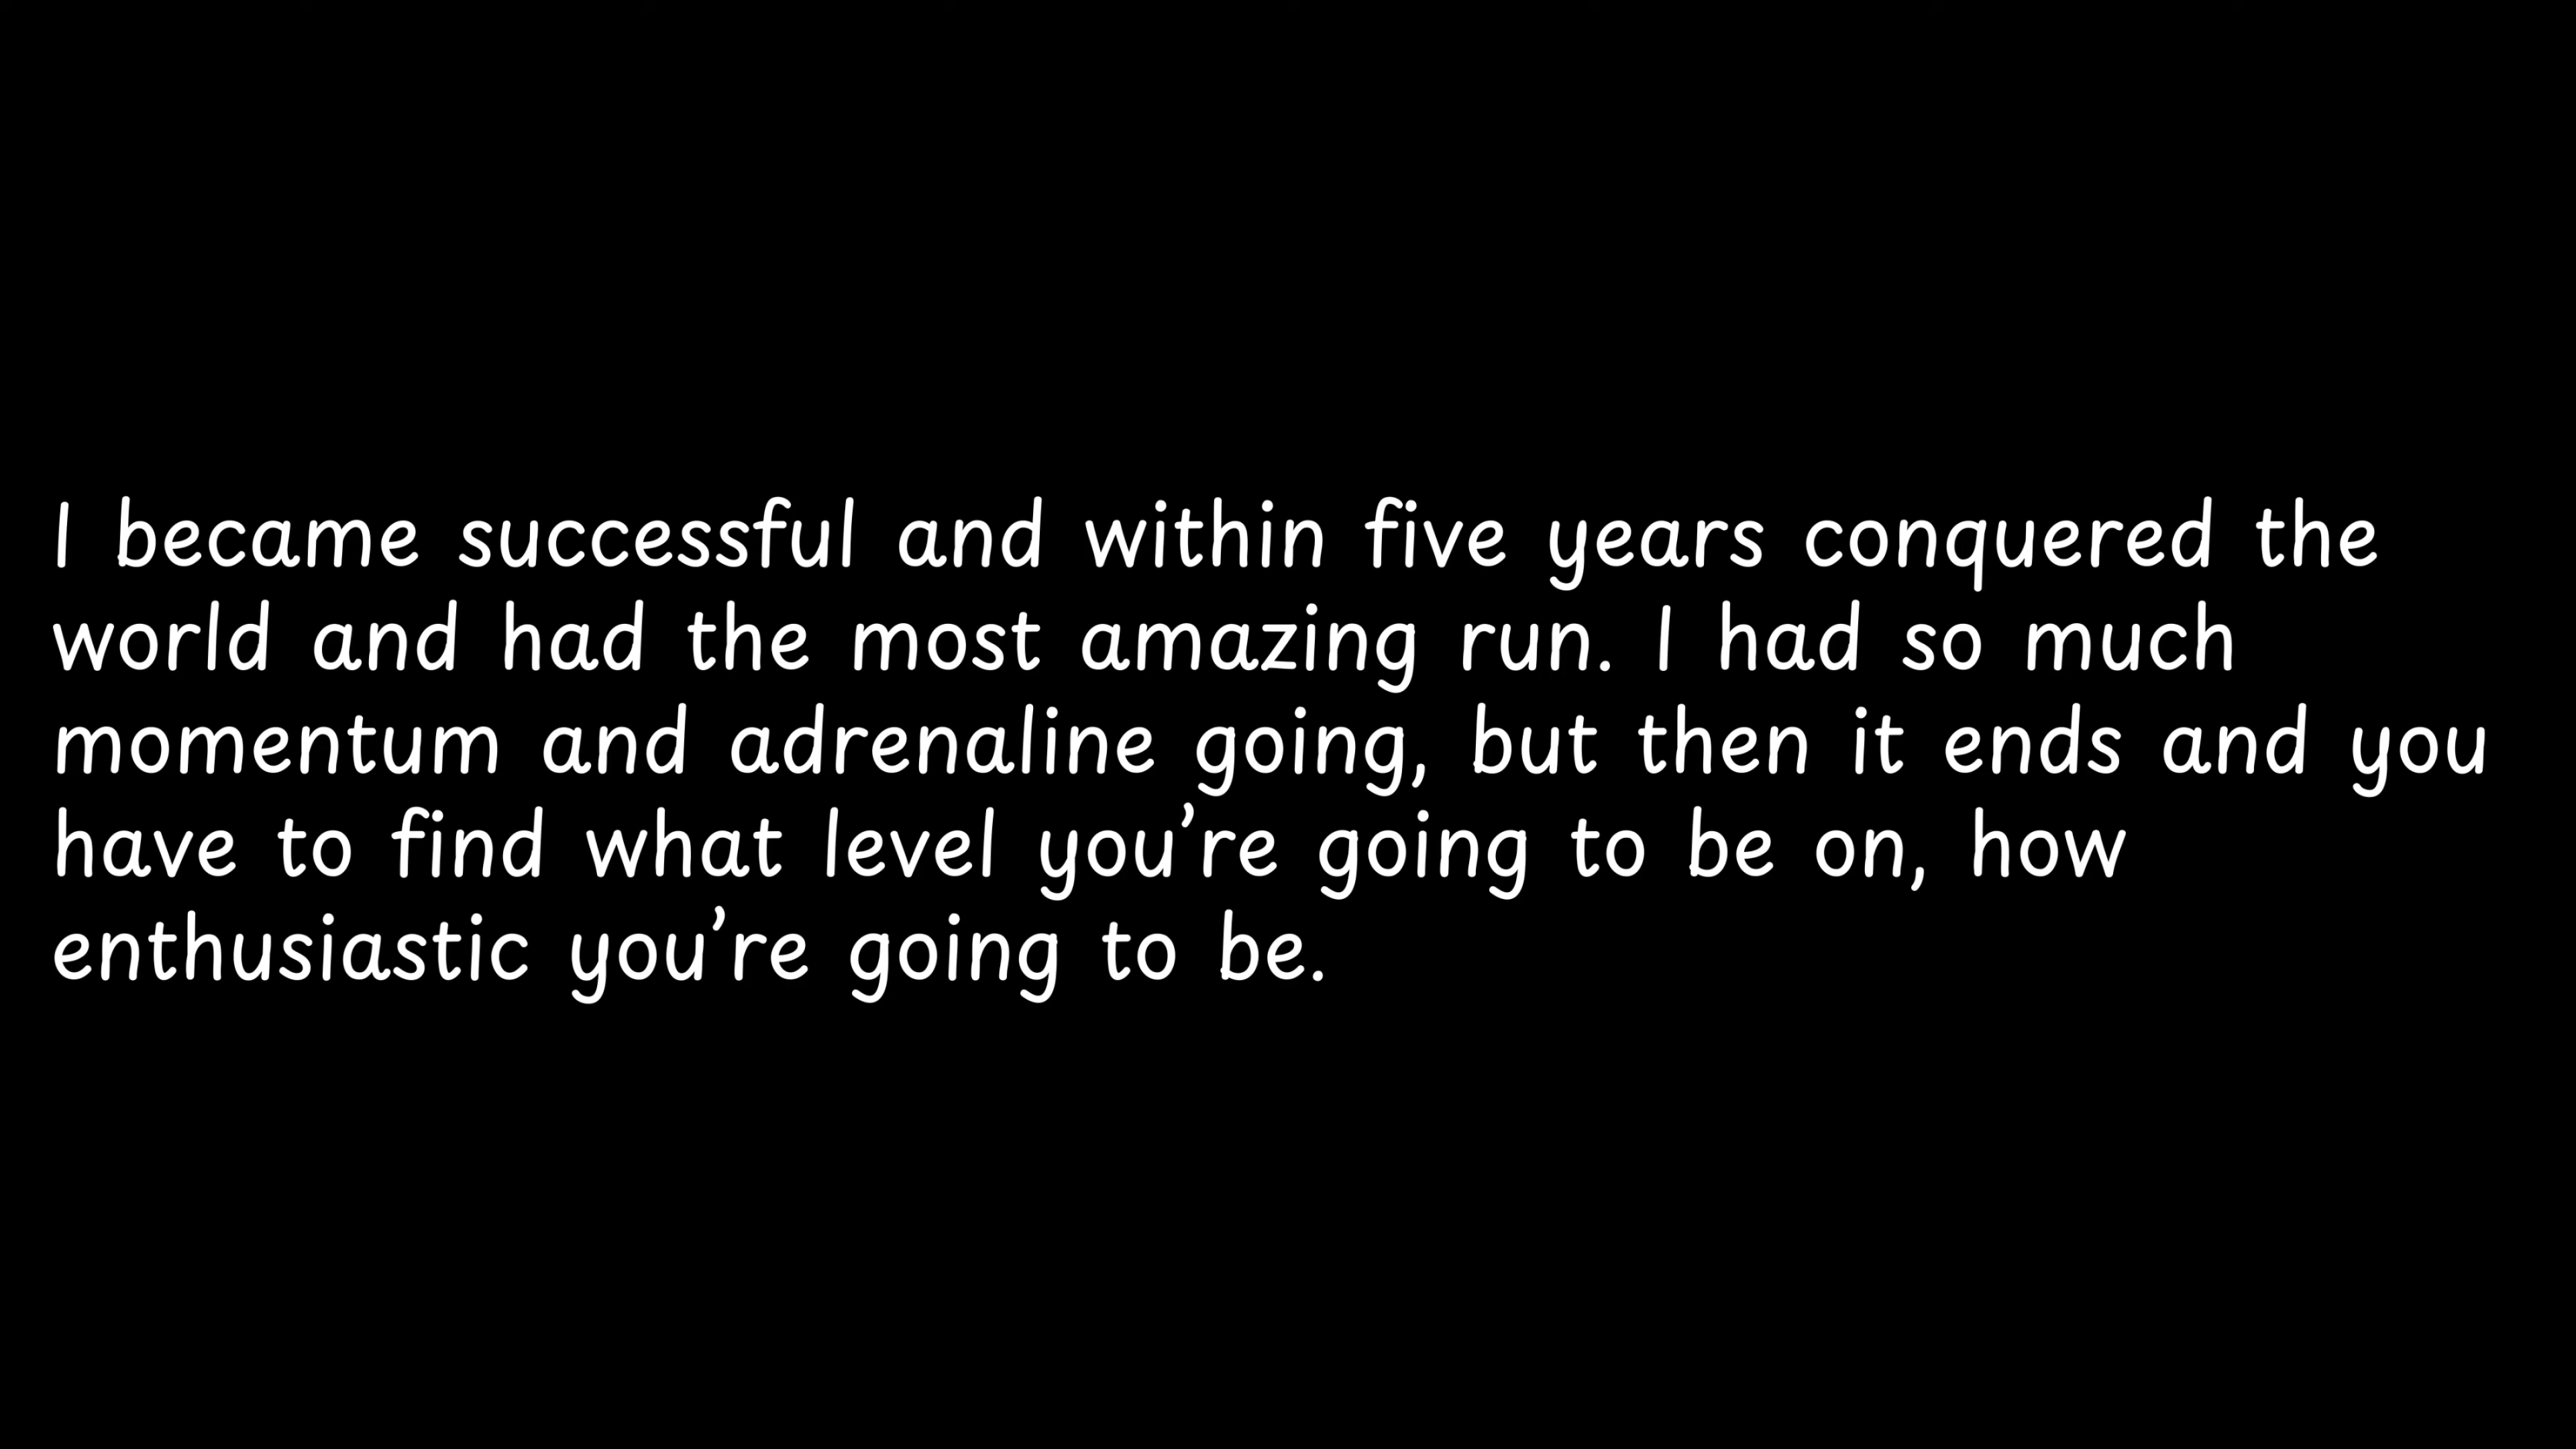 I became successful and within five years conquered the
world and had the most amazing run. I had so much
momentum and adrenaline going, but then it ends and you
have to find what level you’re going to be on, how
enthusiastic you’re going to be.